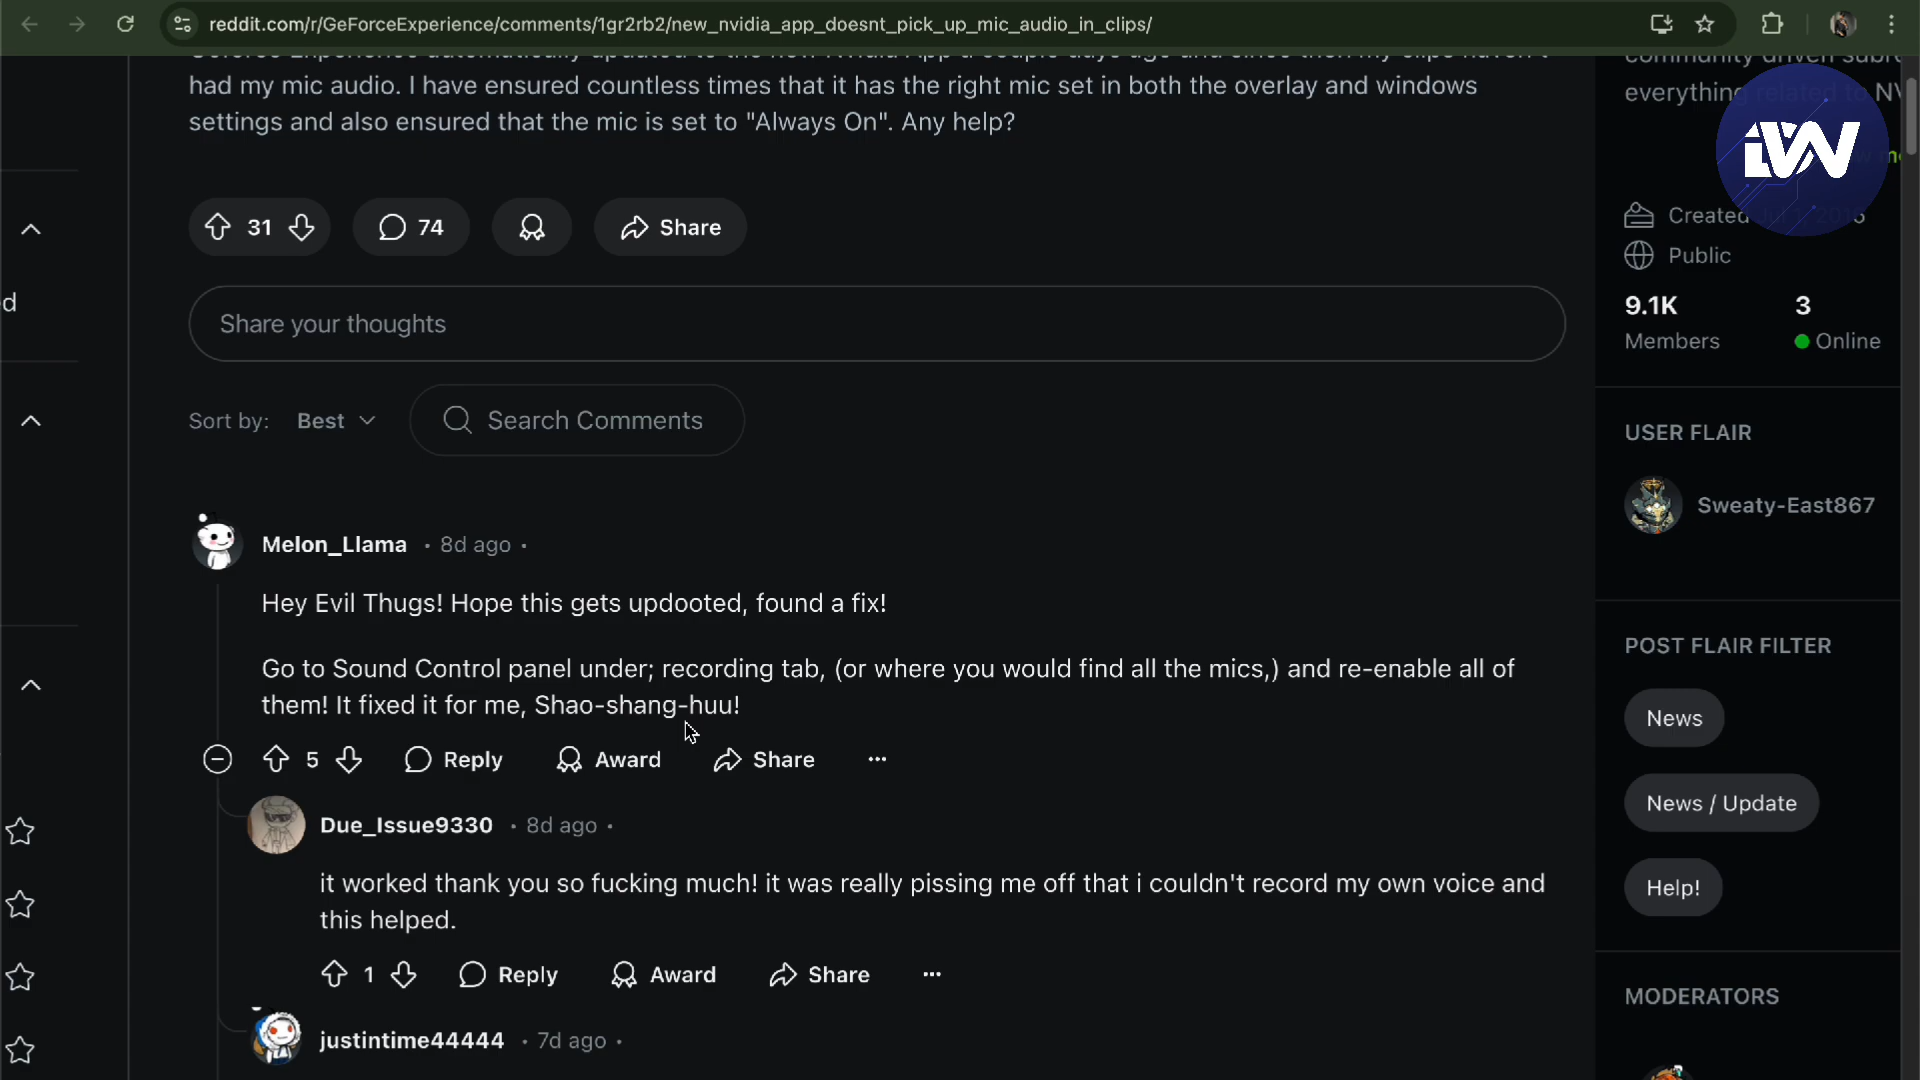 reddit.com/r/GeForceExperience/comments/1gr2rb2/new_nvidia_app_doesnt_pick_up_mic_audio_in_clips/
had my mic audio. I have ensured countless times that it has the right mic set in both the overlay and windows
settings and also ensured that the mic is set to "Always On". Any help?
31
74
Share
Share your thoughts
Sort by: Best
Search Comments
Melon_Llama • 8d ago •
Hey Evil Thugs! Hope this gets updooted, found a fix!
Go to Sound Control panel under; recording tab, (or where you would find all the mics,) and re-enable all of
them! It fixed it for me, Shao-shang-huu!
5 Reply Award Share ...
Due_Issue9330 • 8d ago •
it worked thank you so fucking much! it was really pissing me off that i couldn't record my own voice and
this helped.
1 Reply Award Share ...
justintime44444 • 7d ago •
everything related to NV
Created
Public
9.1K 3
Members Online
USER FLAIR
Sweaty-East867
POST FLAIR FILTER
News
News / Update
Help!
MODERATORS